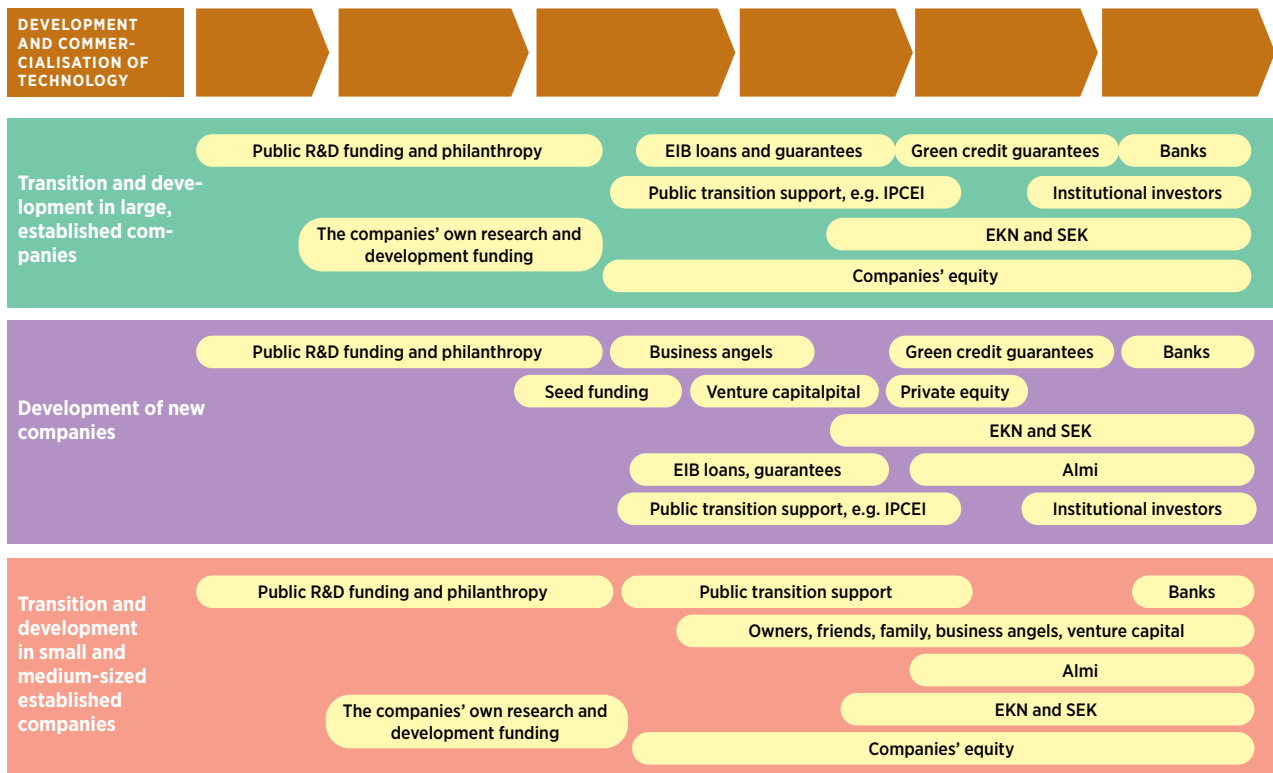 DEVELOPMENT
AND COMMER-
CIALISATION OF
TECHNOLOGY
Transition and deve-
lopment in large,
established com-
panies
Public R&D funding and philanthropy
EIB loans and guarantees
Green credit guarantees
Banks
Public transition support, e.g. IPCEI
Institutional investors
The companies’ own research and
development funding
EKN and SEK
Companies’ equity
Development of new
companies
Public R&D funding and philanthropy
Business angels
Green credit guarantees
Banks
Seed funding
Venture capitalpital
Private equity
EKN and SEK
EIB loans, guarantees
Almi
Public transition support, e.g. IPCEI
Institutional investors
Transition and
development
in small and
medium-sized
established
companies
Public R&D funding and philanthropy
Public transition support
Banks
Owners, friends, family, business angels, venture capital
Almi
The companies’ own research and
development funding
EKN and SEK
Companies’ equity